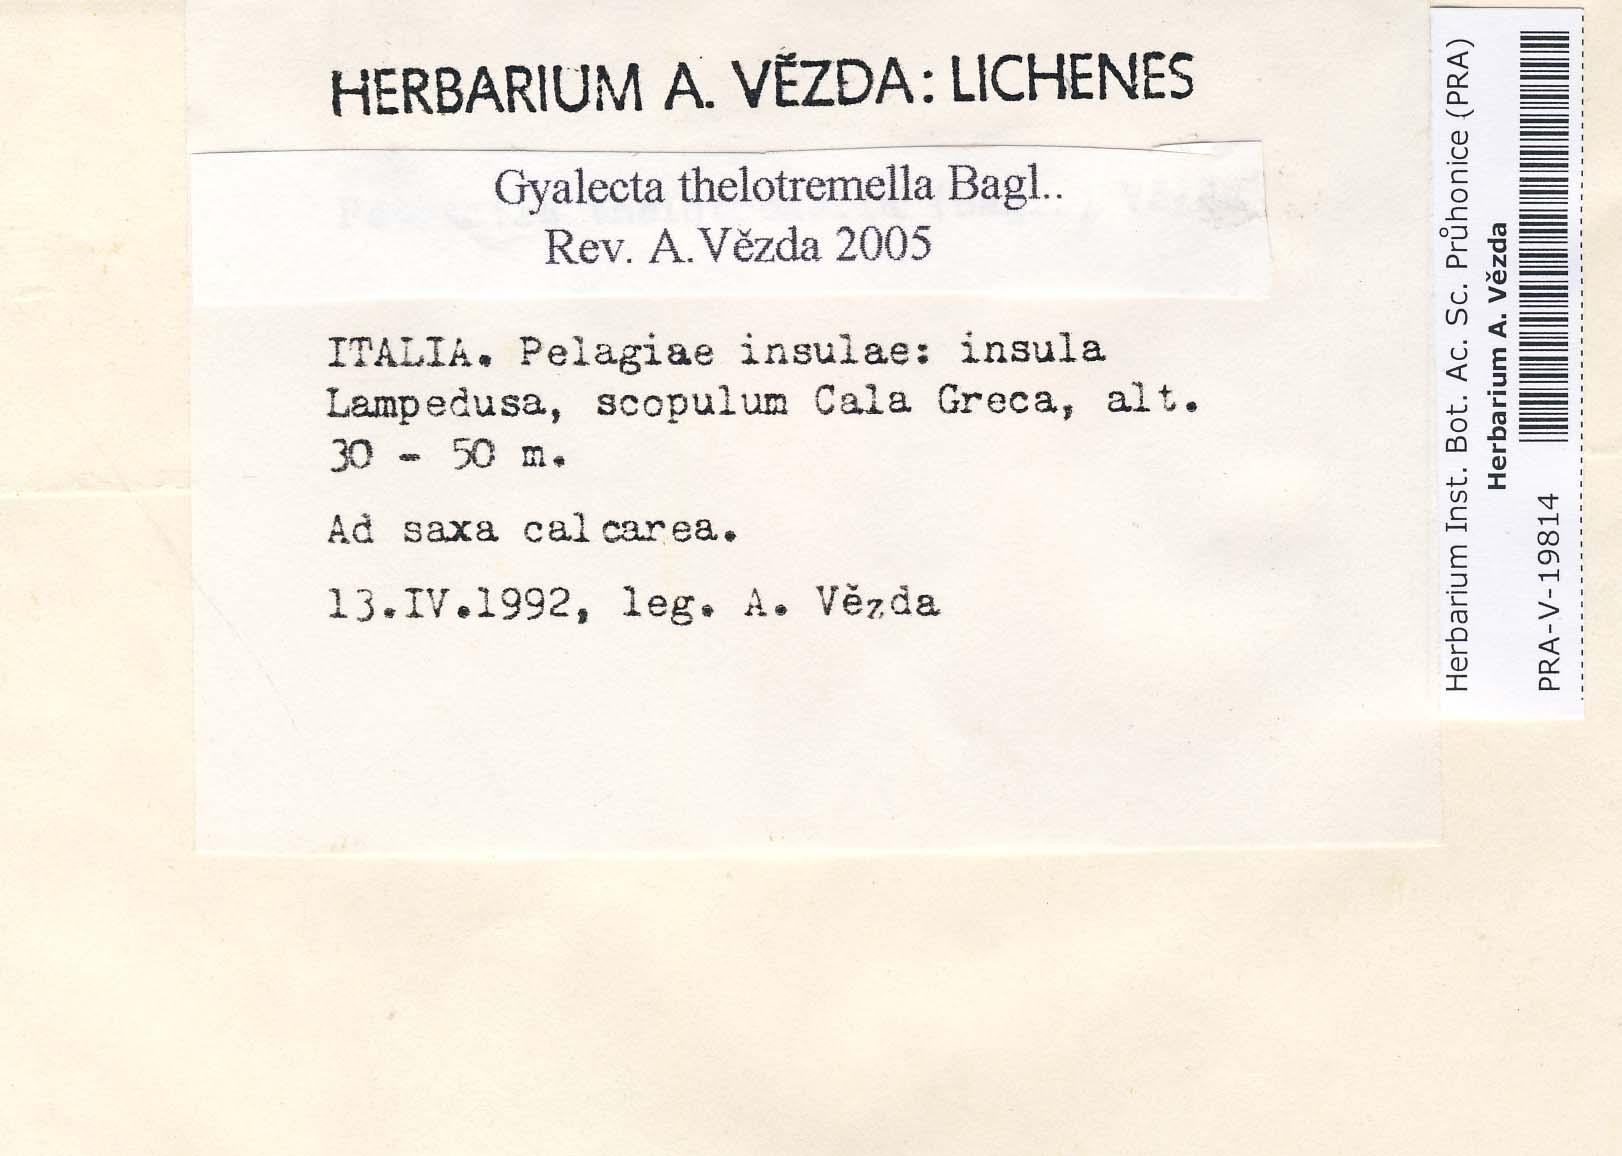 HERBARIUM A. VĚZDA: LICHENES
Gyalecta thelotremella Bagl..
Rev. A.Vězda 2005
ITALIA. Pelagiae insulae: insula
Lampedusa, scopulum Cala Greca, alt.
30 - 50 m.
Ad saxa calcarea.
13.IV.1992, leg. A. Vězda
Herbarium Inst. Bot. Ac. Sc. Průhonice (PRA)
Herbarium A. Vězda
PRA-V-19814